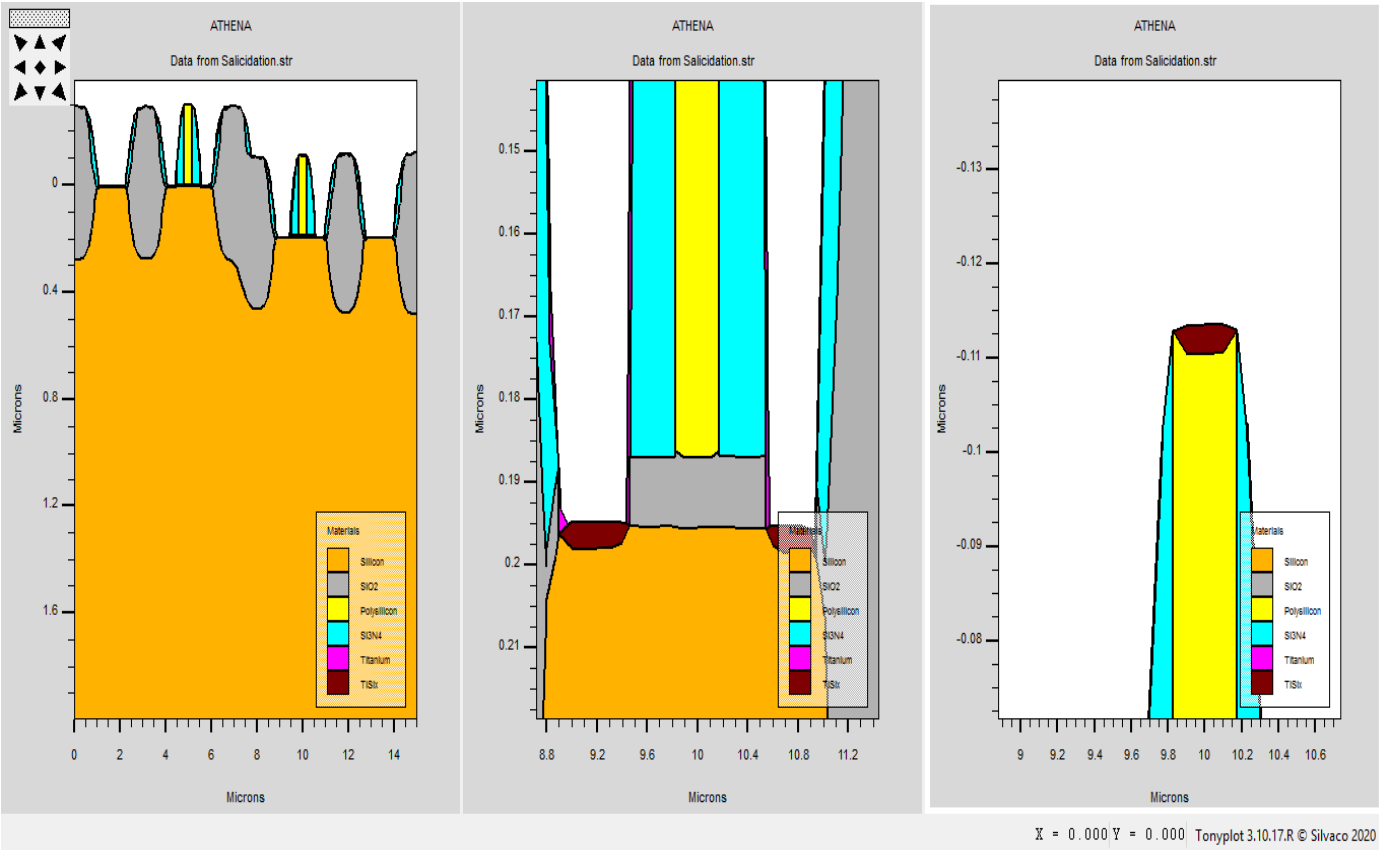 ATHENA
Data from Salicidation.str
0
0.4
0.8
1.2
1.6
Microns
Materials
Silicon
SiO2
Polysilicon
Si3N4
Titanium
TiSix
0 2 4 6 8 10 12 14
Microns
ATHENA
Data from Salicidation.str
0.15
0.16
0.17
0.18
0.19
0.2
0.21
Microns
Materials
Silicon
SiO2
Polysilicon
Si3N4
Titanium
TiSix
8.8 9.2 9.6 10 10.8 11.2
Microns
ATHENA
Data from Salicidation.str
-0.13
-0.12
-0.11
-0.1
-0.09
-0.08
Microns
Materials
Silicon
SiO2
Polysilicon
Si3N4
Titanium
TiSix
9 9.2 9.4 9.6 9.8 10 10.2 10.4 10.6
Microns
X = 0.000 Y = 0.000 Tonyplot 3.10.17.R © Silvaco 2020